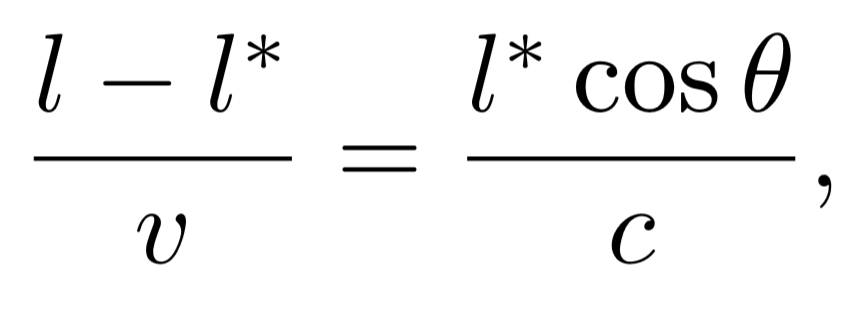 \frac{l - l^*}{v} = \frac{l^* \cos \theta}{c},